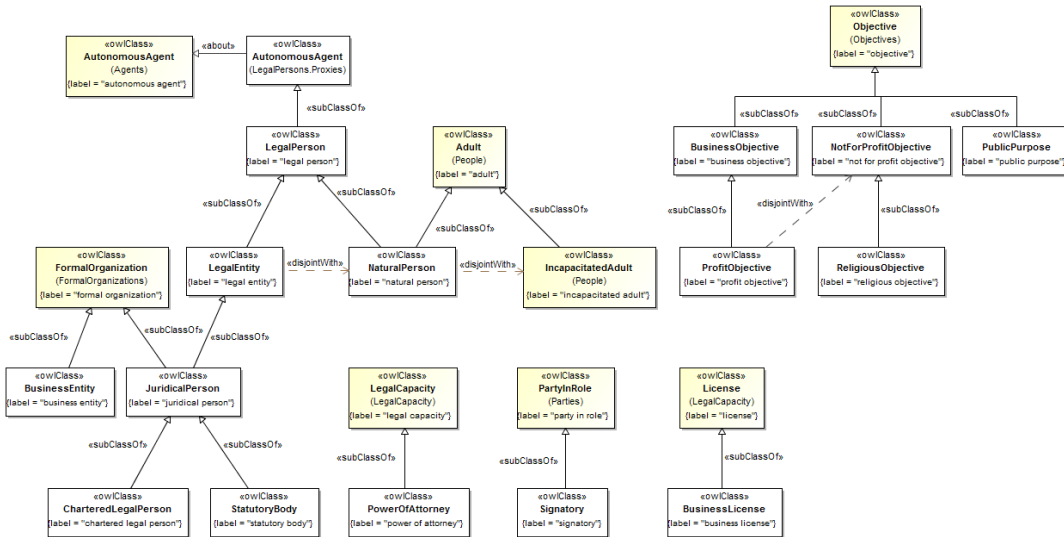 «owlClass»
AutonomousAgent
(Agents)
{label = "autonomous agent"}
«about»
«owlClass»
AutonomousAgent
(LegalPersons.Proxies)
«owlClass»
Objective
(Objectives)
{label = "objective"}
«subClassOf»
«subClassOf»
«subClassOf»
«subClassOf»
«owlClass»
LegalPerson
{label = "legal person"}
«owlClass»
Adult
(People)
{label = "adult"}
«owlClass»
BusinessObjective
{label = "business objective"}
«owlClass»
NotForProfitObjective
{label = "not for profit objective"}
«owlClass»
PublicPurpose
{label = "public purpose"}
«subClassOf»
«subClassOf»
«subClassOf»
«subClassOf»
«subClassOf»
«disjointWith»
«subClassOf»
«owlClass»
FormalOrganization
(FormalOrganizations)
{label = "formal organization"}
«owlClass»
LegalEntity
{label = "legal entity"}
«disjointWith»
«owlClass»
NaturalPerson
{label = "natural person"}
«disjointWith»
«owlClass»
IncapacitatedAdult
(People)
{label = "incapacitated adult"}
«owlClass»
ProfitObjective
{label = "profit objective"}
«owlClass»
ReligiousObjective
{label = "religious objective"}
«subClassOf»
«subClassOf»
«subClassOf»
«owlClass»
BusinessEntity
{label = "business entity"}
«owlClass»
JuridicalPerson
{label = "juridical person"}
«owlClass»
LegalCapacity
(LegalCapacity)
{label = "legal capacity"}
«owlClass»
PartyInRole
(Parties)
{label = "party in role"}
«owlClass»
License
(LegalCapacity)
{label = "license"}
«subClassOf»
«subClassOf»
«subClassOf»
«subClassOf»
«subClassOf»
«owlClass»
CharteredLegalPerson
{label = "chartered legal person"}
«owlClass»
StatutoryBody
{label = "statutory body"}
«owlClass»
PowerOfAttorney
{label = "power of attorney"}
«owlClass»
Signatory
{label = "signatory"}
«owlClass»
BusinessLicense
{label = "business license"}